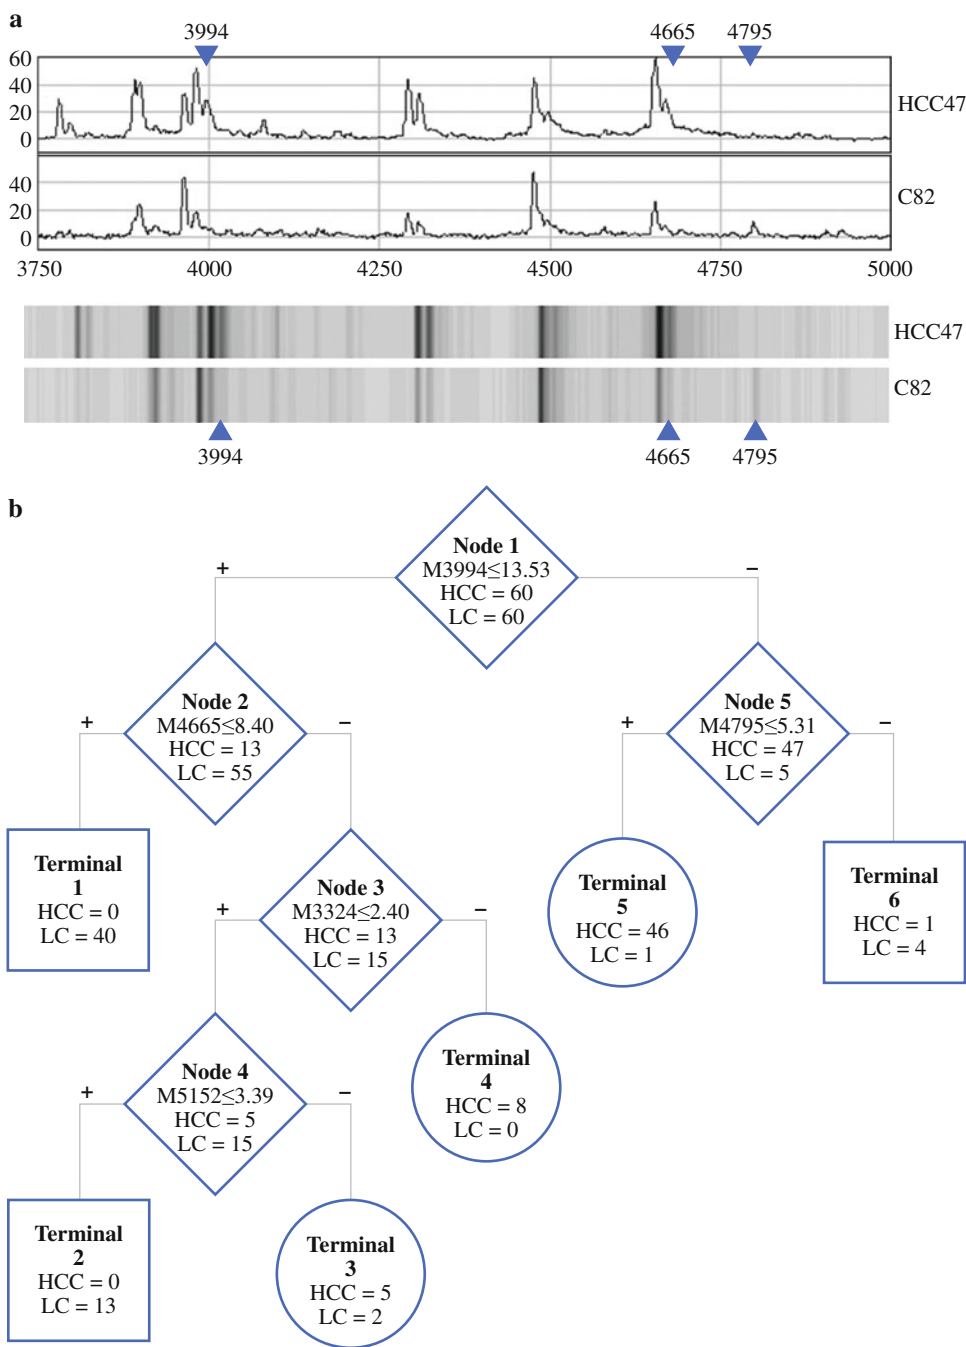 a
3994
4665
4795
60
40
20
0
HCC47
40
20
0
C82
3750
4000
4250
4500
4750
5000
HCC47
C82
3994
4665
4795
b
Node 1
M3994≤13.53
HCC = 60
LC = 60
+
–
Node 2
M4665≤8.40
HCC = 13
LC = 55
+
–
Node 5
M4795≤5.31
HCC = 47
LC = 5
+
–
Terminal
1
HCC = 0
LC = 40
Node 3
M3324≤2.40
HCC = 13
LC = 15
+
–
Terminal
5
HCC = 46
LC = 1
Terminal
6
HCC = 1
LC = 4
Node 4
M5152≤3.39
HCC = 5
LC = 15
+
–
Terminal
4
HCC = 8
LC = 0
Terminal
2
HCC = 0
LC = 13
Terminal
3
HCC = 5
LC = 2